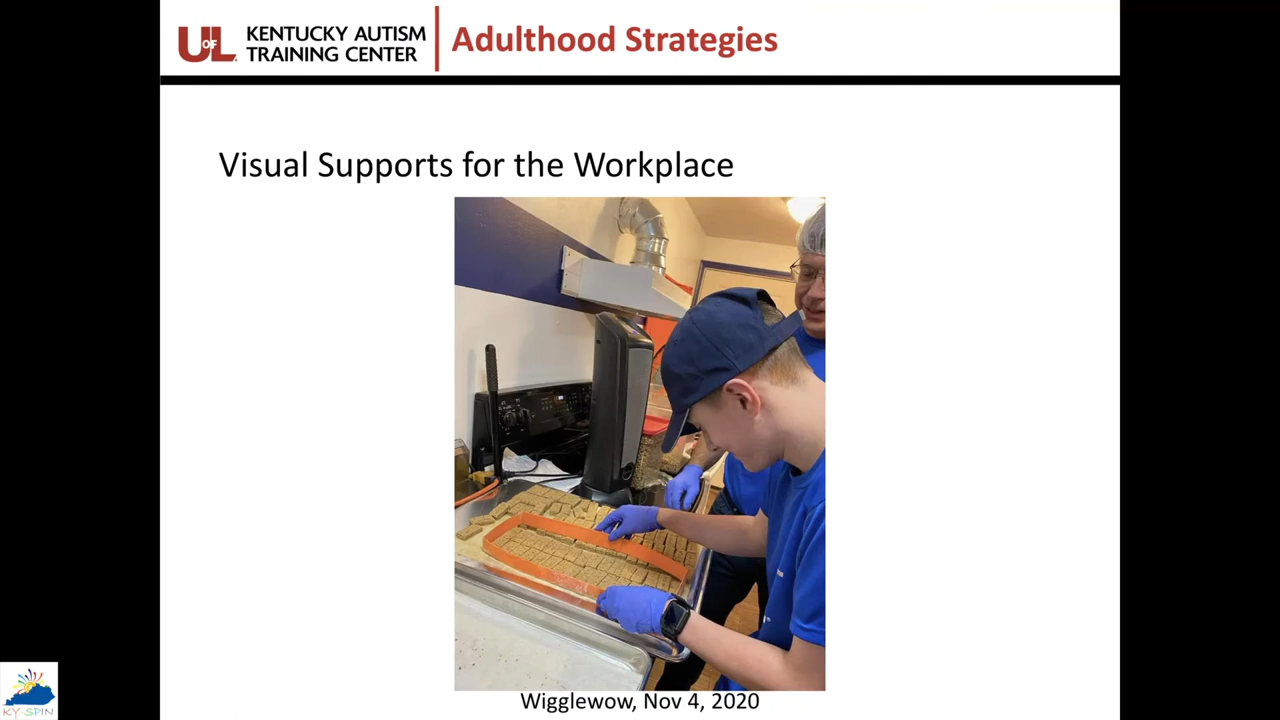 UofL
KENTUCKY AUTISM
TRAINING CENTER
Adulthood Strategies
Visual Supports for the Workplace
Wigglewow, Nov 4, 2020
KY-SPIN